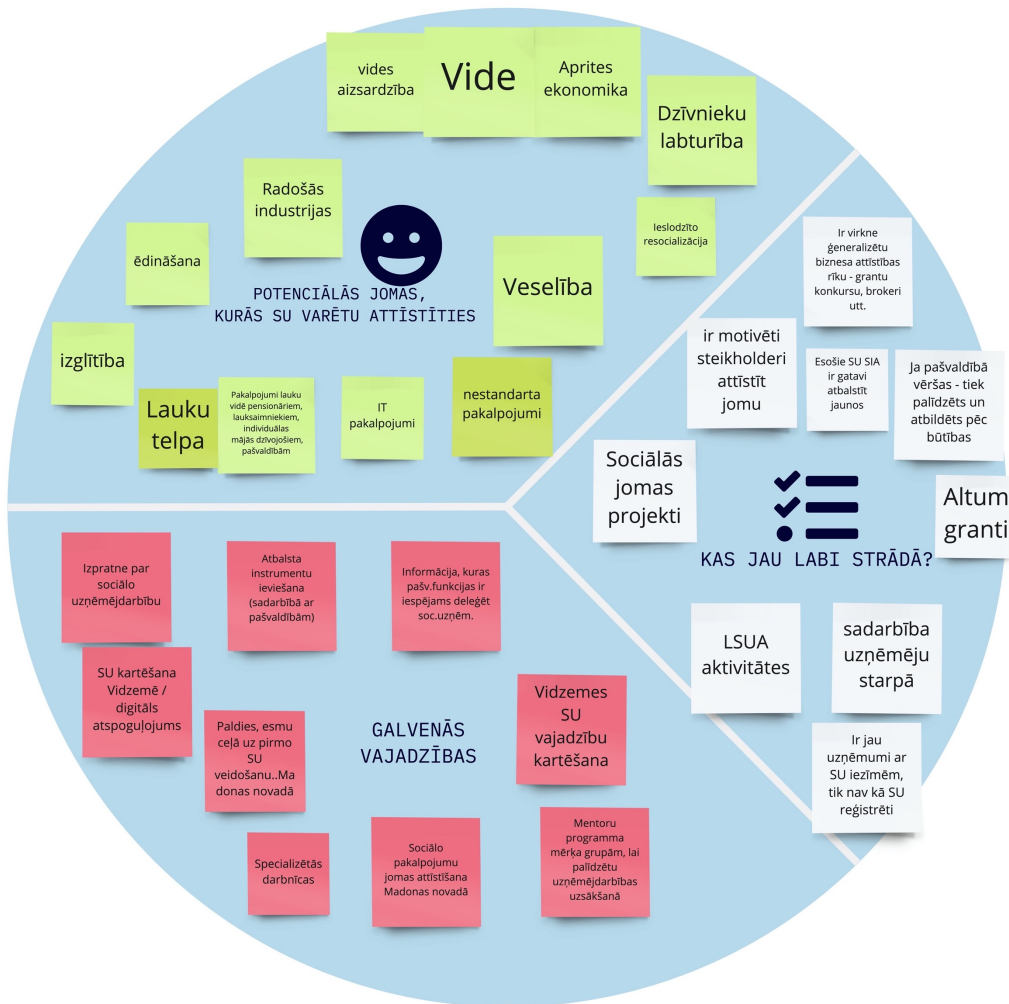 vides
aizsardzība
Vide
Aprites
ekonomika
Dzīvnieku
labturība
Radošās
industrijas
Ieslodzīto
resocializācija
ēdināšana
Veselība
POTENCIĀLĀS JOMAS,
KURĀS SU VARĒTU ATTĪSTĪTIES
izglītība
Lauku
telpa
Pakalpojumi lauku
vidē pensionāriem,
lauksaimniekiem,
individuālas
mājās dzīvojošiem,
pašvaldībām
IT
pakalpojumi
nestandarta
pakalpojumi
Ir virkne
ģeneralizētu
biznesa attīstības
rīku - grantu
konkursu, brokeri
utt.
ir motivēti
steikholderi
attīstīt
jomu
Esošie SU SIA
ir gatavi
atbalstīt
jaunos
Ja pašvaldībā
vēršas - tiek
palīdzēts un
atbildēts pēc
būtības
Sociālās
jomas
projekti
Altum
granti
KAS JAU LABI STRĀDĀ?
LSUA
aktivitātes
sadarbība
uzņēmēju
starpā
Ir jau
uzņēmumi ar
SU iezīmēm,
tik nav kā SU
reģistrēti
Izpratne par
sociālo
uzņēmējdarbību
Atbalsta
instrumentu
ieviešana
(sadarbībā ar
pašvaldībām)
Informācija, kuras
pašv.funkcijas ir
iespējams deleģēt
soc.uzņēm.
SU kartēšana
Vidzemē /
digitāls
atspoguļojums
Paldies, esmu
ceļā uz pirmo
SU
veidošanu..Ma
donas novadā
GALVENĀS
VAJADZĪBAS
Vidzemes
SU
vajadzību
kartēšana
Specializētās
darbnīcas
Sociālo
pakalpojumu
jomas attīstīšana
Madonas novadā
Mentoru
programma
mērķa grupām, lai
palīdzētu
uzņēmējdarbības
uzsākšanā